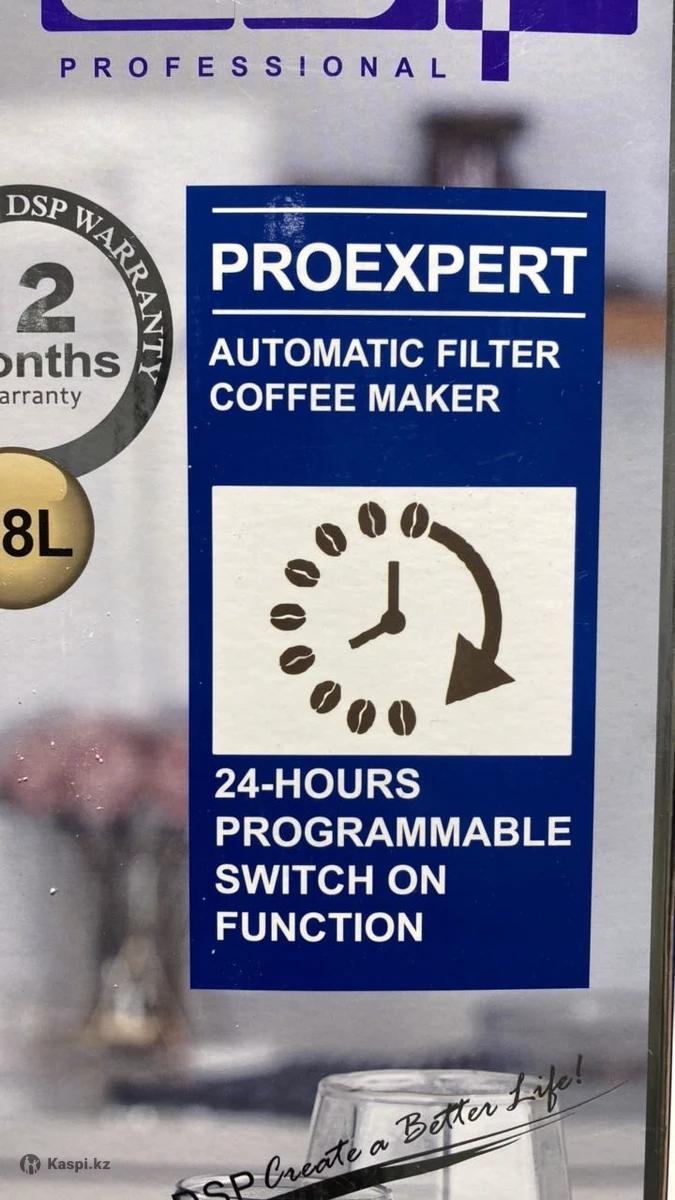 PROFESSIONAL
DSP WARRANTY
2
onths
arranty
8L
PROEXPERT
AUTOMATIC FILTER
COFFEE MAKER
24-HOURS
PROGRAMMABLE
SWITCH ON
FUNCTION
DSP Create a Better Life!
Kaspi.kz